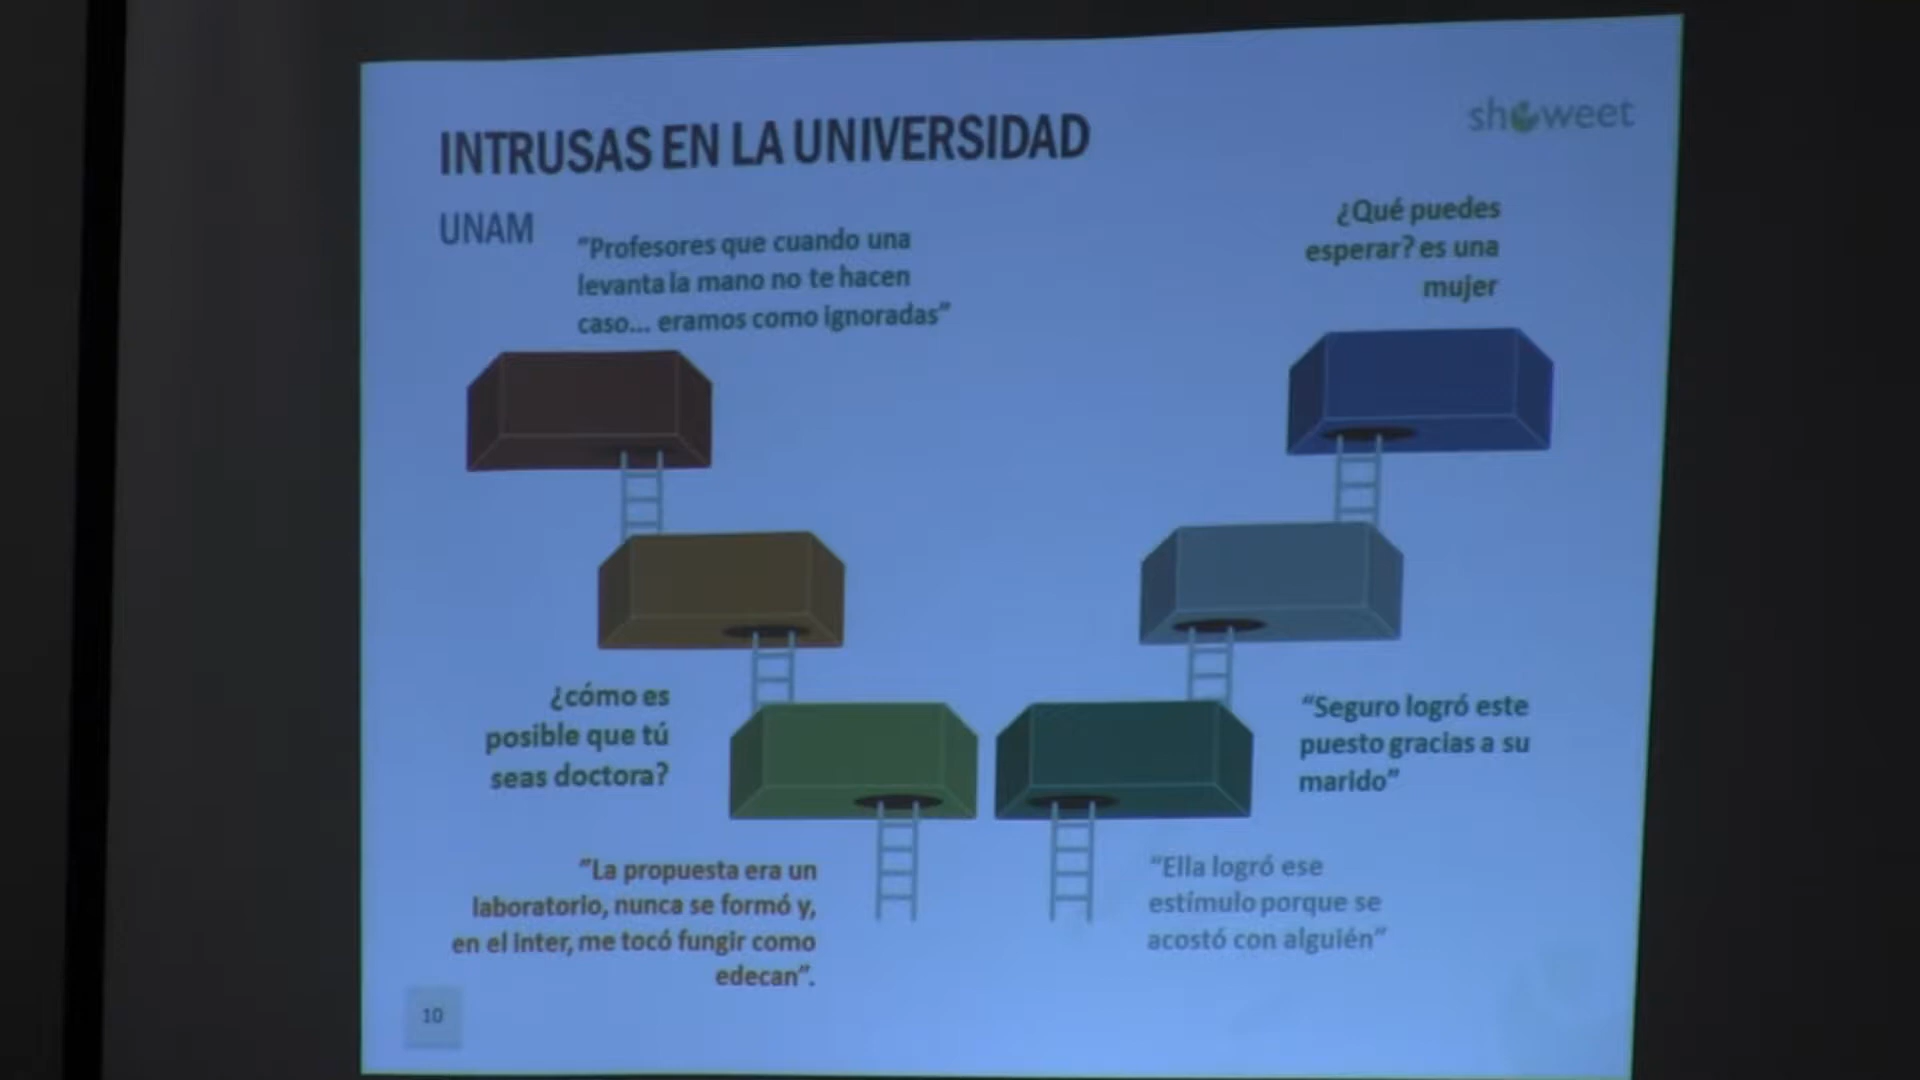 INTRUSAS EN LA UNIVERSIDAD
showeet
UNAM
"Profesores que cuando una
levanta la mano no te hacen
caso... eramos como ignoradas"
¿Qué puedes
esperar? es una
mujer
¿cómo es
posible que tú
seas doctora?
"Seguro logró este
puesto gracias a su
marido"
"La propuesta era un
laboratorio, nunca se formó y,
en el inter, me tocó fungir como
edecan".
"Ella logró ese
estímulo porque se
acostó con alguién"
10